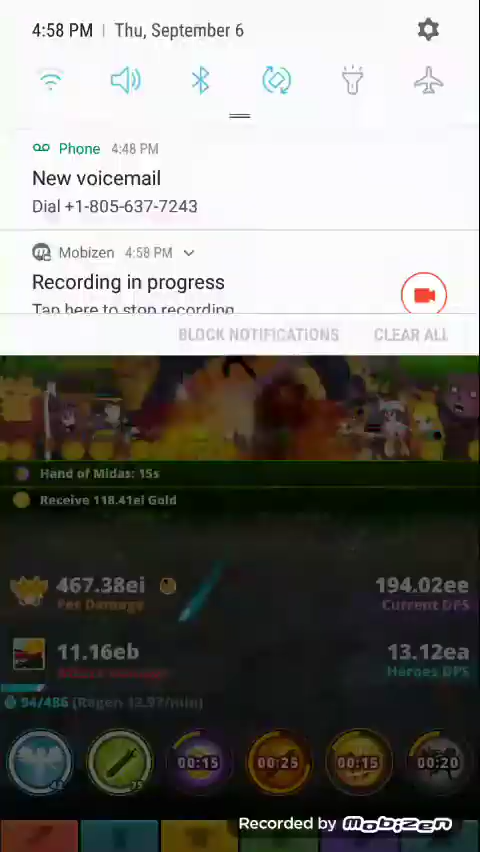 4:58 PM | Thu, September 6
Phone 4:48 PM
New voicemail
Dial +1-805-637-7243
Mobizen 4:58 PM
Recording in progress
Tap here to stop recording
BLOCK NOTIFICATIONS CLEAR ALL
Hand of Midas: 15s
Receive 118.41ei Gold
467.38ei 194.02ee
Pet Damage Current DPS
11.16eb 13.12ea
Heroes DPS
94/486 (Regen 13.97/min)
00:15 00:25 00:15 00:20
Recorded by Mobizen